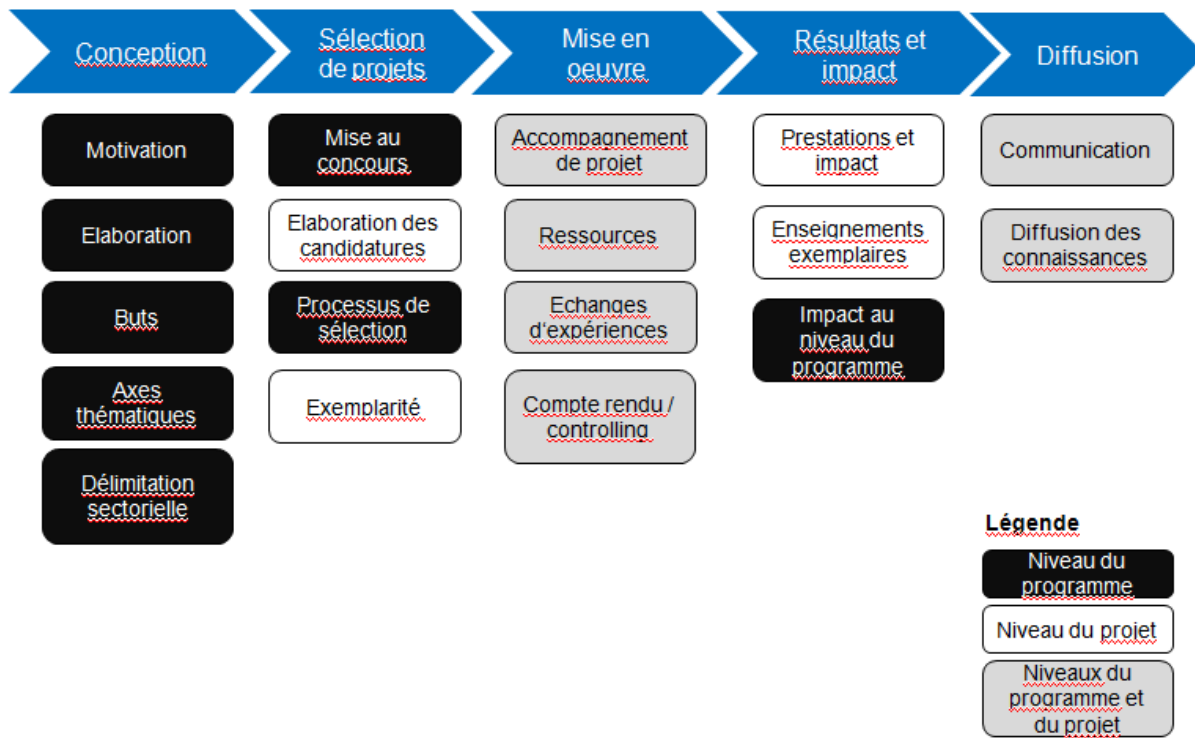 Conception
Sélection
de projets
Mise en
oeuvre
Résultats et
impact
Diffusion
Motivation
Elaboration
Buts
Axes
thématiques
Délimitation
sectorielle
Mise au
concours
Elaboration des
candidatures
Processus de
sélection
Exemplarité
Accompagnement
de projet
Ressources
Echanges
d'expériences
Compte rendu /
controlling
Prestations et
impact
Enseignements
exemplaires
Impact au
niveau du
programme
Communication
Diffusion des
connaissances
Légende
Niveau du
programme
Niveau du projet
Niveaux du
programme et
du projet